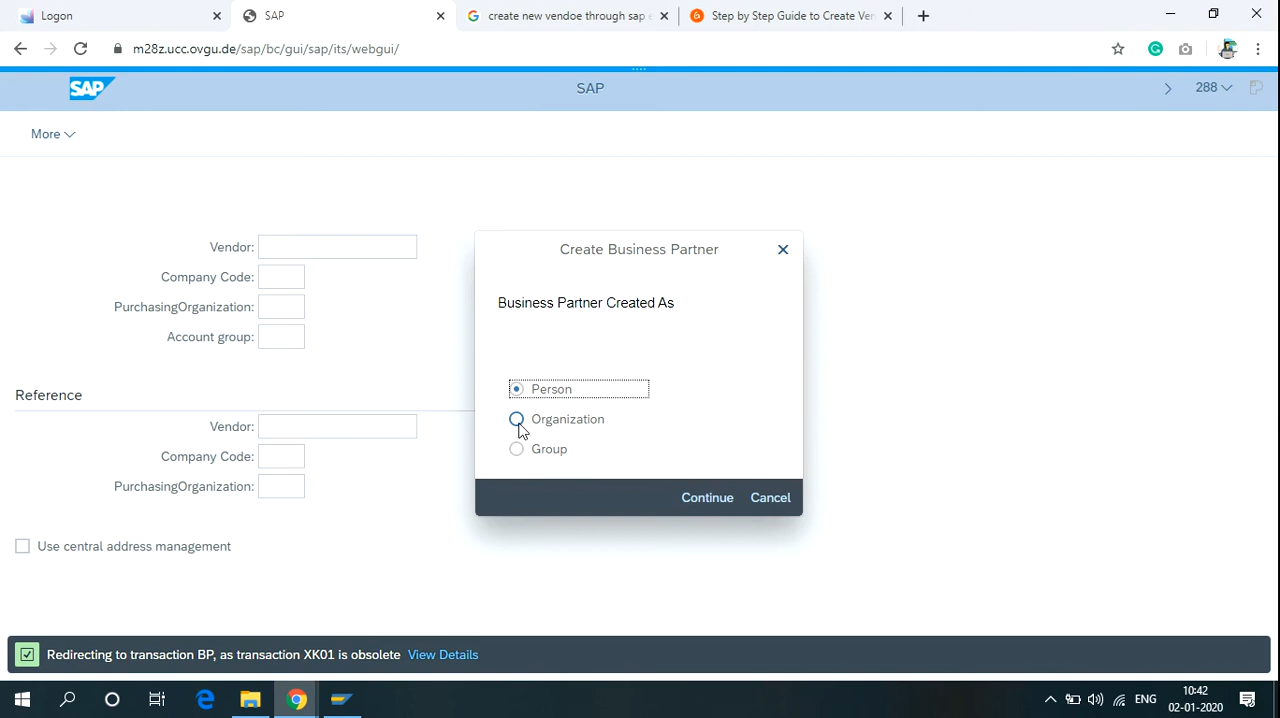 Logon
SAP
create new vendoe through sap e
Step by Step Guide to Create Ver
m28z.ucc.ovgu.de/sap/bc/gui/sap/its/webgui/
SAP
SAP
288
More
Vendor:
Company Code:
PurchasingOrganization:
Account group:
Reference
Vendor:
Company Code:
PurchasingOrganization:
Use central address management
Create Business Partner
Business Partner Created As
Person
Organization
Group
Continue
Cancel
Redirecting to transaction BP, as transaction XK01 is obsolete View Details
ENG
10:42
02-01-2020